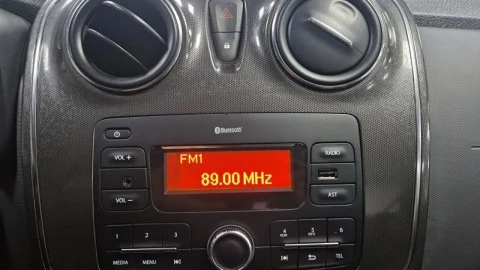 Bluetooth
VOL +
FM1
89.00 MHz
RADIO
VOL −
AST
1 2 3
4 5 6
MEDIA MENU
TEL